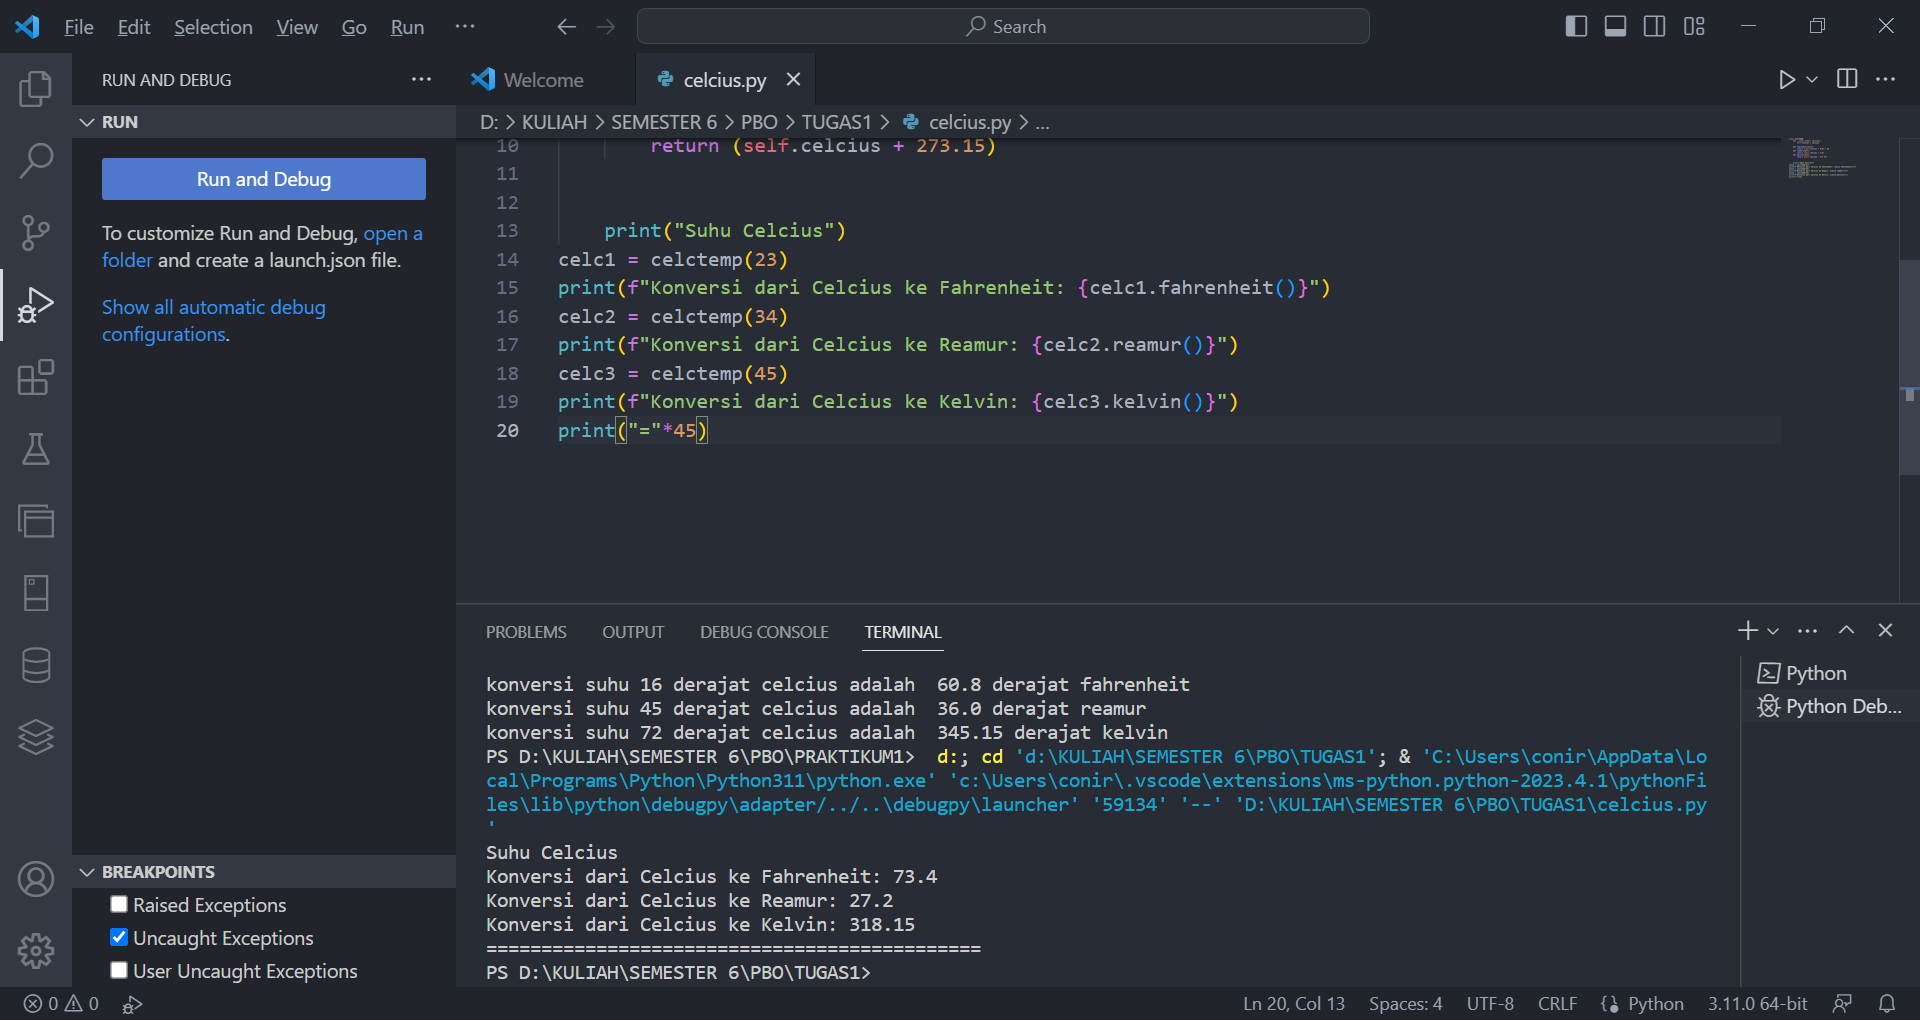 File Edit Selection View Go Run ··· Search
RUN AND DEBUG ···
Welcome
celcius.py
RUN
D: > KULIAH > SEMESTER 6 > PBO > TUGAS1 > celcius.py > ...
Run and Debug
To customize Run and Debug, open a
folder and create a launch.json file.
Show all automatic debug
configurations.
10 return (self.celcius + 273.15)
11
12
13 print("Suhu Celcius")
14 celc1 = celctemp(23)
15 print(f"Konversi dari Celcius ke Fahrenheit: {celc1.fahrenheit()}")
16 celc2 = celctemp(34)
17 print(f"Konversi dari Celcius ke Reamur: {celc2.reamur()}")
18 celc3 = celctemp(45)
19 print(f"Konversi dari Celcius ke Kelvin: {celc3.kelvin()}")
20 print("="*45)
PROBLEMS OUTPUT DEBUG CONSOLE TERMINAL
konversi suhu 16 derajat celcius adalah  60.8 derajat fahrenheit
konversi suhu 45 derajat celcius adalah  36.0 derajat reamur
konversi suhu 72 derajat celcius adalah  345.15 derajat kelvin
PS D:\KULIAH\SEMESTER 6\PBO\PRAKTIKUM1>  d:; cd 'd:\KULIAH\SEMESTER 6\PBO\TUGAS1'; & 'C:\Users\conir\AppData\Lo
cal\Programs\Python\Python311\python.exe' 'c:\Users\conir\.vscode\extensions\ms-python.python-2023.4.1\pythonFi
les\lib\python\debugpy\adapter/../..\debugpy\launcher' '59134' '--' 'D:\KULIAH\SEMESTER 6\PBO\TUGAS1\celcius.py
'
Suhu Celcius
Konversi dari Celcius ke Fahrenheit: 73.4
Konversi dari Celcius ke Reamur: 27.2
Konversi dari Celcius ke Kelvin: 318.15
=============================================
PS D:\KULIAH\SEMESTER 6\PBO\TUGAS1>
Python
Python Deb...
BREAKPOINTS
Raised Exceptions
Uncaught Exceptions
User Uncaught Exceptions
0 0
Ln 20, Col 13 Spaces: 4 UTF-8 CRLF Python 3.11.0 64-bit